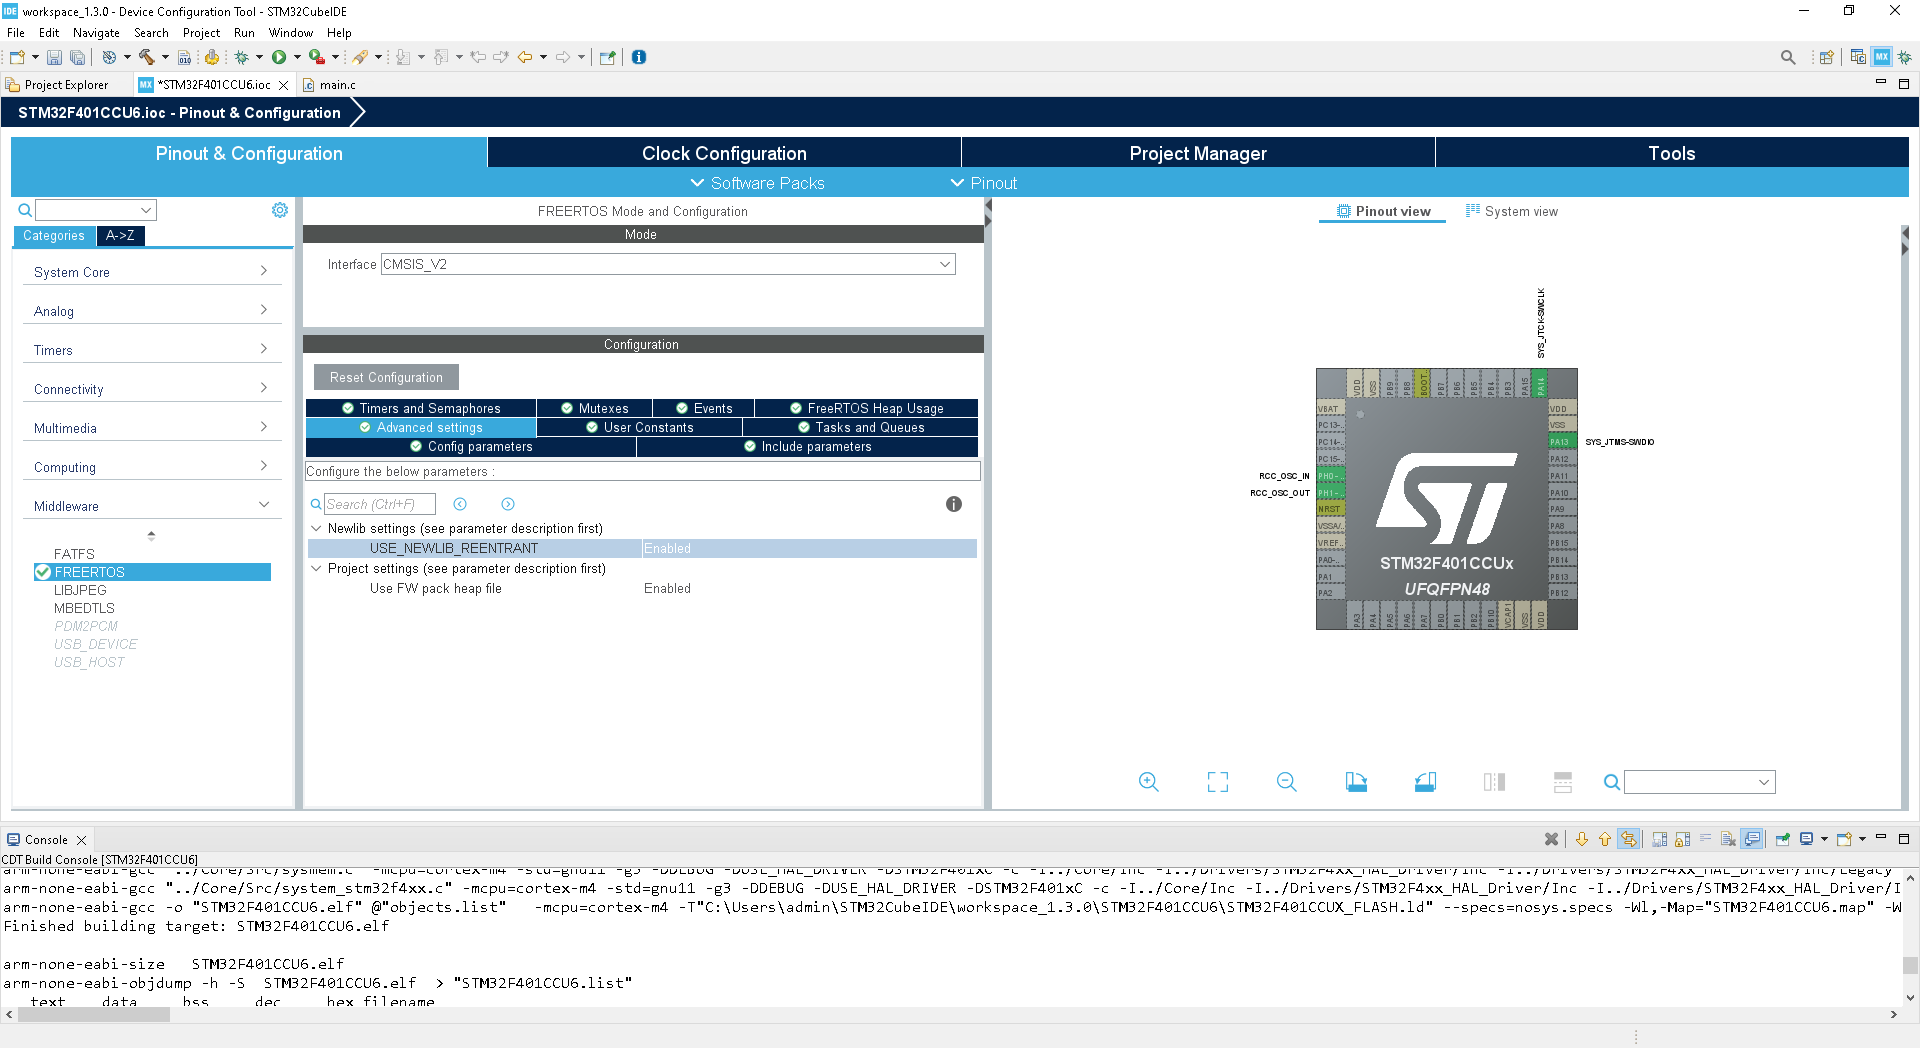 workspace_1.3.0 - Device Configuration Tool - STM32CubeIDE
File Edit Navigate Search Project Run Window Help
Project Explorer
*STM32F401CCU6.ioc
main.c
STM32F401CCU6.ioc - Pinout & Configuration
Pinout & Configuration
Clock Configuration
Project Manager
Tools
Software Packs
Pinout
Categories
A->Z
System Core
Analog
Timers
Connectivity
Multimedia
Computing
Middleware
FATFS
FREERTOS
LIBJPEG
MBEDTLS
PDM2PCM
USB_DEVICE
USB_HOST
FREERTOS Mode and Configuration
Mode
Interface CMSIS_V2
Configuration
Reset Configuration
Timers and Semaphores
Mutexes
Events
FreeRTOS Heap Usage
Advanced settings
User Constants
Tasks and Queues
Config parameters
Include parameters
Configure the below parameters :
Search (Ctrl+F)
Newlib settings (see parameter description first)
USE_NEWLIB_REENTRANT Enabled
Project settings (see parameter description first)
Use FW pack heap file Enabled
Pinout view
System view
SYS_JTCK-SWCLK
VDD
VSS
PB9
PB8
BOOT..
PB7
PB6
PB5
PB4
PB3
PA15
PA14
VBAT
PC13-..
PC14-..
PC15-..
PH0-..
PH1-..
NRST
VSSA/..
VREF..
PA0-..
PA1
PA2
RCC_OSC_IN
RCC_OSC_OUT
VDD
VSS
PA13
PA12
PA11
PA10
PA9
PA8
PB15
PB14
PB13
PB12
SYS_JTMS-SWDIO
ST
STM32F401CCUx
UFQFPN48
PA3
PA4
PA5
PA6
PA7
PB0
PB1
PB2
PB10
VCAP1
VSS
VDD
Console
CDT Build Console [STM32F401CCU6]
arm-none-eabi-gcc "../Core/Src/sysmem.c" -mcpu=cortex-m4 -std=gnu11 -g3 -DDEBUG -DUSE_HAL_DRIVER -DSTM32F401xC -c -I../Core/Inc -I../Drivers/STM32F4xx_HAL_Driver/Inc -I../Drivers/STM32F4xx_HAL_Driver/Inc/Legacy
arm-none-eabi-gcc "../Core/Src/system_stm32f4xx.c" -mcpu=cortex-m4 -std=gnu11 -g3 -DDEBUG -DUSE_HAL_DRIVER -DSTM32F401xC -c -I../Core/Inc -I../Drivers/STM32F4xx_HAL_Driver/Inc -I../Drivers/STM32F4xx_HAL_Driver/I
arm-none-eabi-gcc -o "STM32F401CCU6.elf" @"objects.list" -mcpu=cortex-m4 -T"C:\Users\admin\STM32CubeIDE\workspace_1.3.0\STM32F401CCU6\STM32F401CCUX_FLASH.ld" --specs=nosys.specs -Wl,-Map="STM32F401CCU6.map" -W
Finished building target: STM32F401CCU6.elf
arm-none-eabi-size STM32F401CCU6.elf
arm-none-eabi-objdump -h -S STM32F401CCU6.elf > "STM32F401CCU6.list"
text data bss dec hex filename